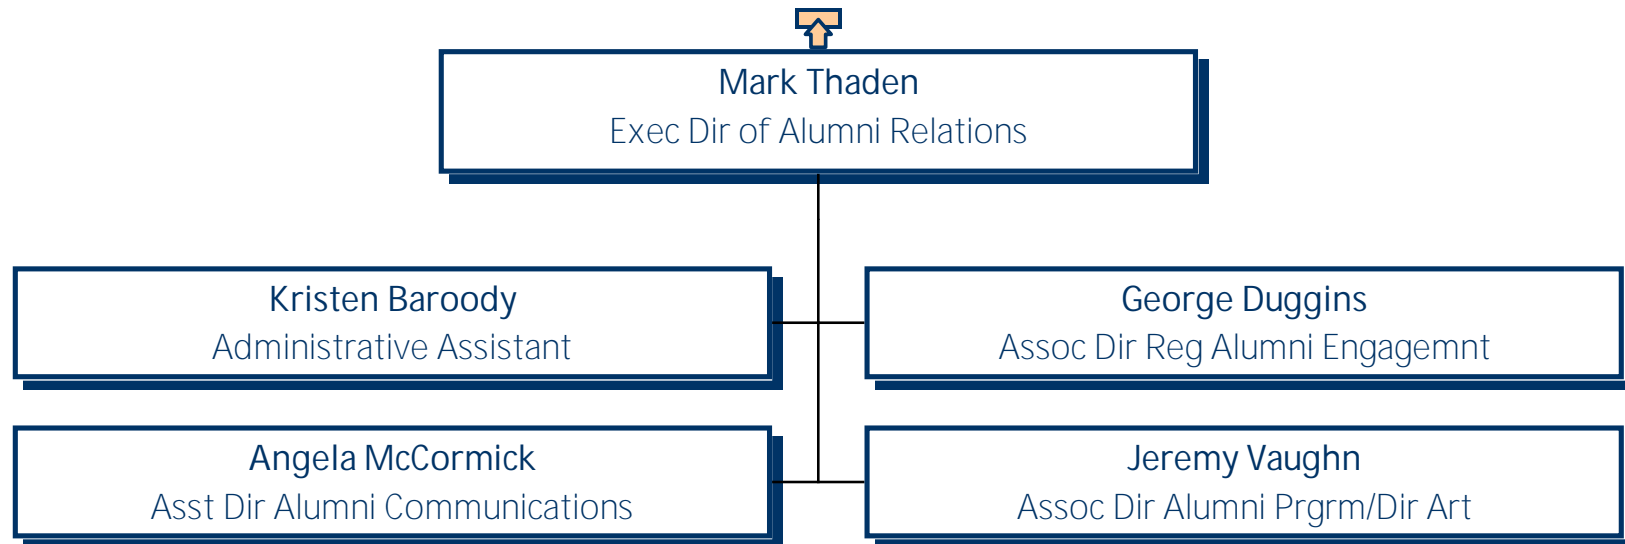 Mark Thaden
Exec Dir of Alumni Relations
Kristen Baroody
Administrative Assistant
George Duggins
Assoc Dir Reg Alumni Engagemnt
Angela McCormick
Asst Dir Alumni Communications
Jeremy Vaughn
Assoc Dir Alumni Prgrm/Dir Art